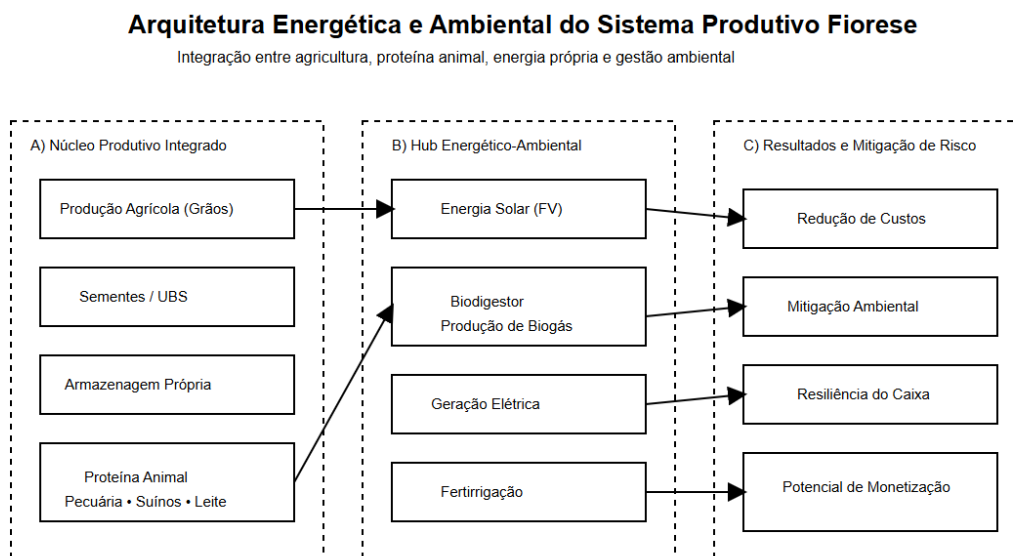 Arquitetura Energética e Ambiental do Sistema Produtivo Fiorese
Integração entre agricultura, proteína animal, energia própria e gestão ambiental
A) Núcleo Produtivo Integrado
Produção Agrícola (Grãos)
Sementes / UBS
Armazenagem Própria
Proteína Animal
Pecuária • Suínos • Leite
B) Hub Energético-Ambiental
Energia Solar (FV)
Biodigestor
Produção de Biogás
Geração Elétrica
Fertirrigação
C) Resultados e Mitigação de Risco
Redução de Custos
Mitigação Ambiental
Resiliência do Caixa
Potencial de Monetização